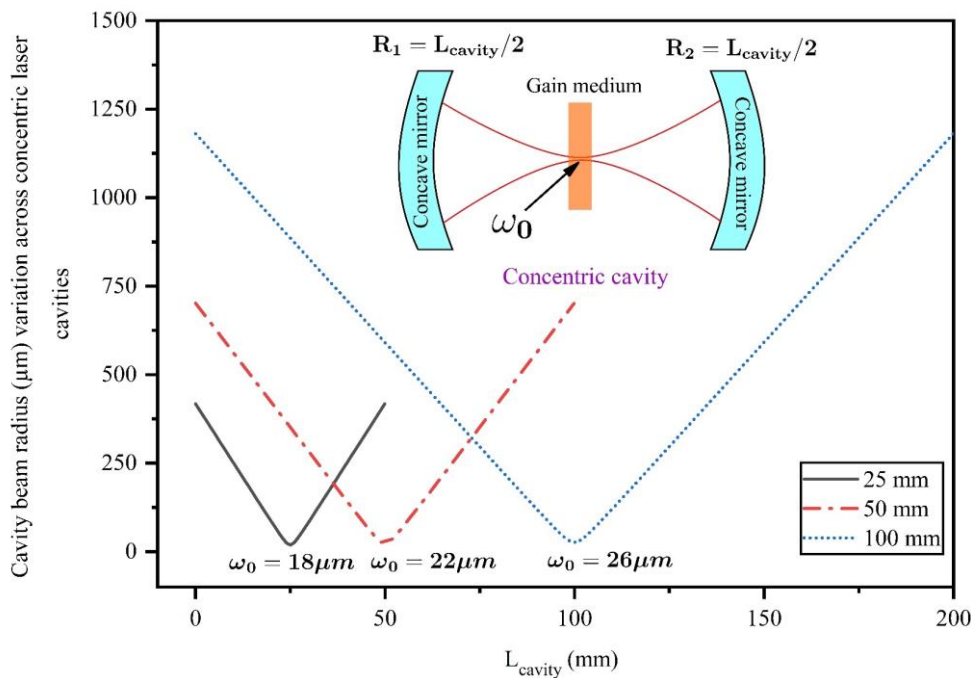 Cavity beam radius (μm) variation across concentric laser
cavities
1500
1250
1000
750
500
250
0
R₁ = L_cavity/2
R₂ = L_cavity/2
Gain medium
Concave mirror
Concave mirror
ω₀
Concentric cavity
25 mm
50 mm
100 mm
ω₀ = 18μm
ω₀ = 22μm
ω₀ = 26μm
0
50
100
150
200
L_cavity (mm)